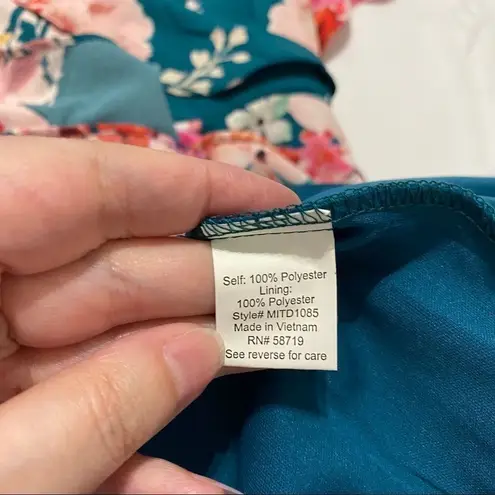 Self: 100% Polyester
Lining:
100% Polyester
Style# MITD1085
Made in Vietnam
RN# 58719
See reverse for care